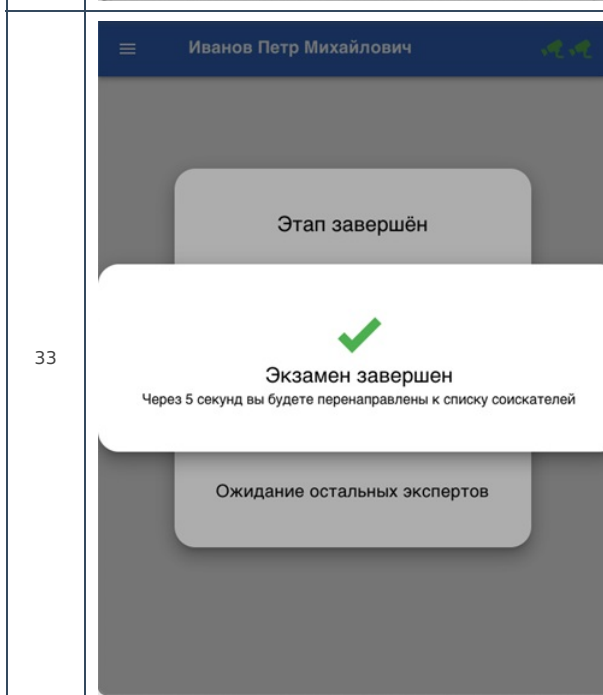 Иванов Петр Михайлович
Этап завершён
33
Экзамен завершен
Через 5 секунд вы будете перенаправлены к списку соискателей
Ожидание остальных экспертов